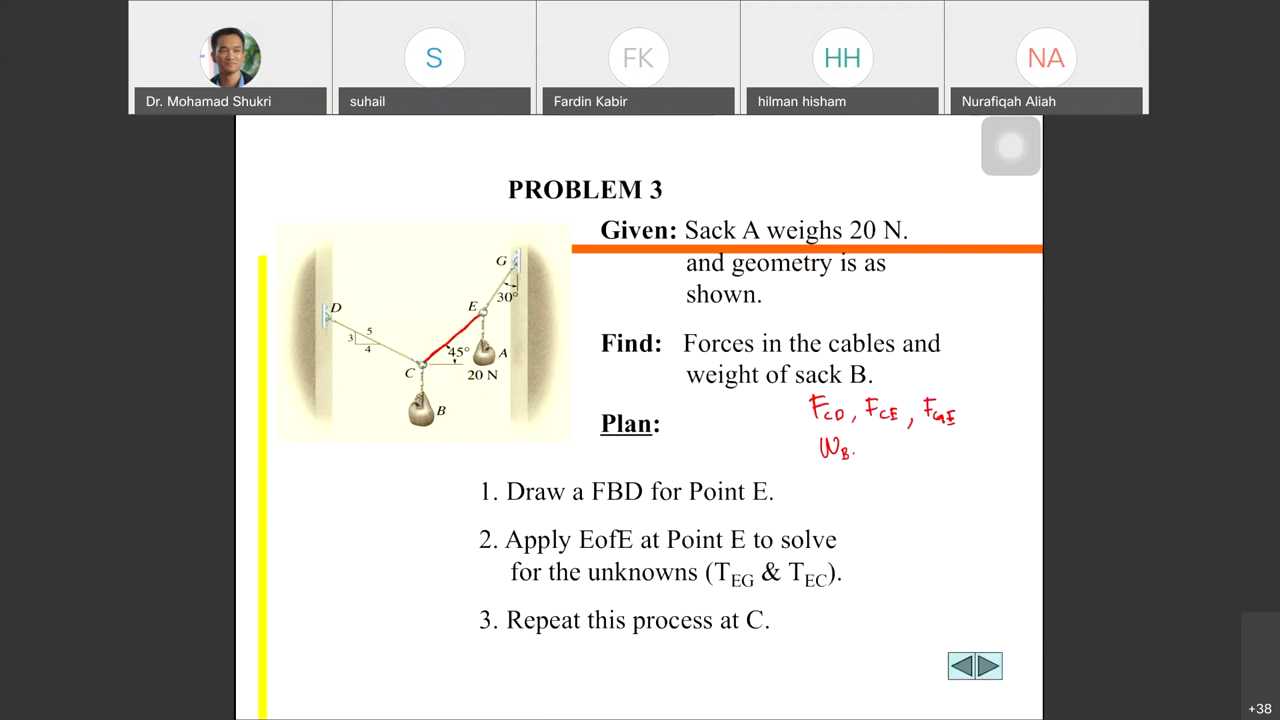 Dr. Mohamad Shukri
S
suhail
FK
Fardin Kabir
HH
hilman hisham
NA
Nurafiqah Aliah
PROBLEM 3
Given: Sack A weighs 20 N.
and geometry is as
shown.
G
30°
D
E
5
3
4
45°
A
C
20 N
B
Find: Forces in the cables and
weight of sack B.
F_CD, F_CE, F_GE
W_B.
Plan:
1. Draw a FBD for Point E.
2. Apply EofE at Point E to solve
for the unknowns (T_EG & T_EC).
3. Repeat this process at C.
+38